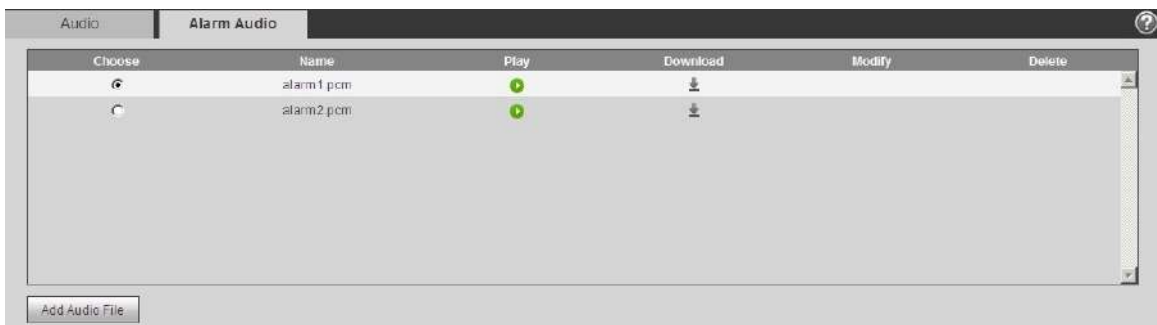 Audio Alarm Audio ?
Choose Name Play Download Modify Delete
alarm1.pcm
alarm2.pcm
Add Audio File